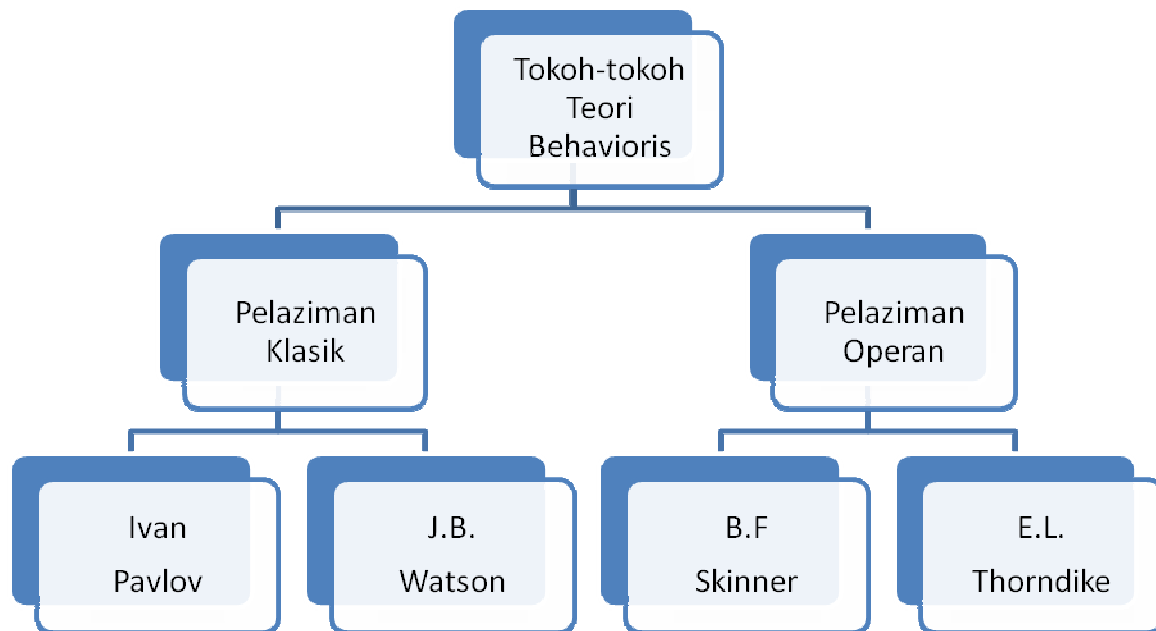 Tokoh-tokoh
Teori
Behavioris
Pelaziman
Klasik
Pelaziman
Operan
Ivan
Pavlov
J.B.
Watson
B.F
Skinner
E.L.
Thorndike